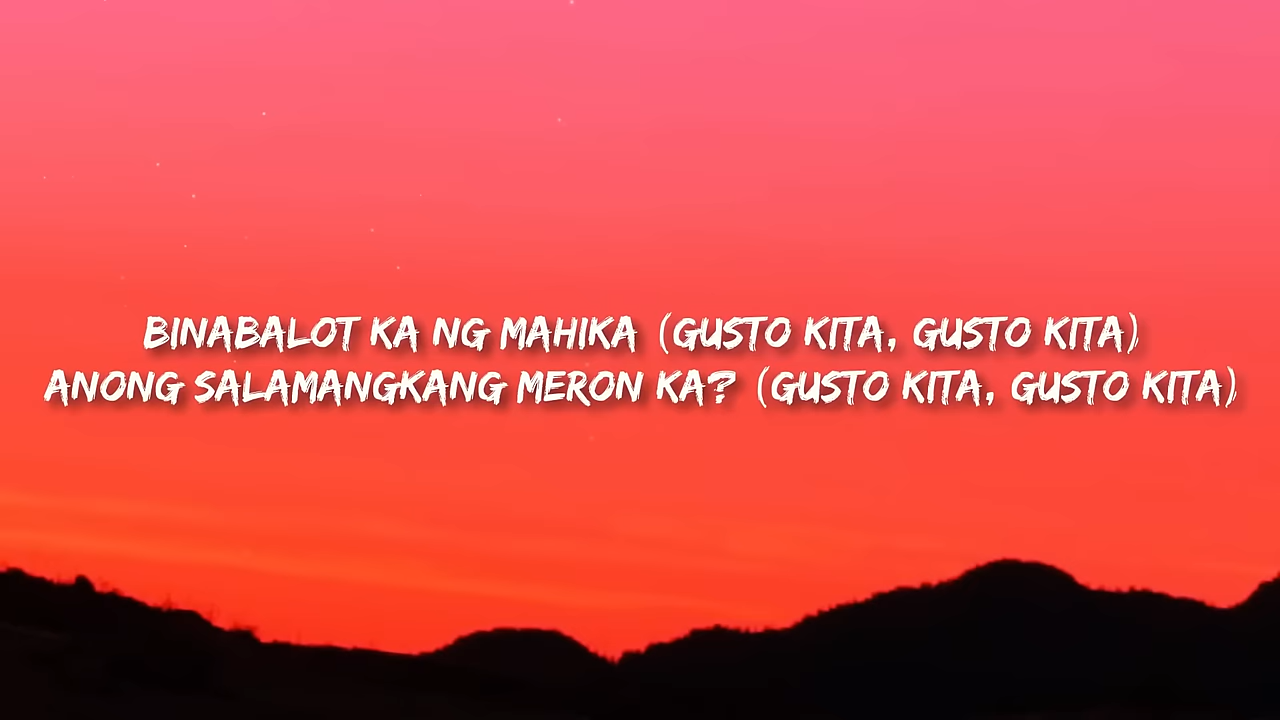 BINABALOT KA NG MAHIKA (GUSTO KITA, GUSTO KITA)
ANONG SALAMANGKANG MERON KA? (GUSTO KITA, GUSTO KITA)